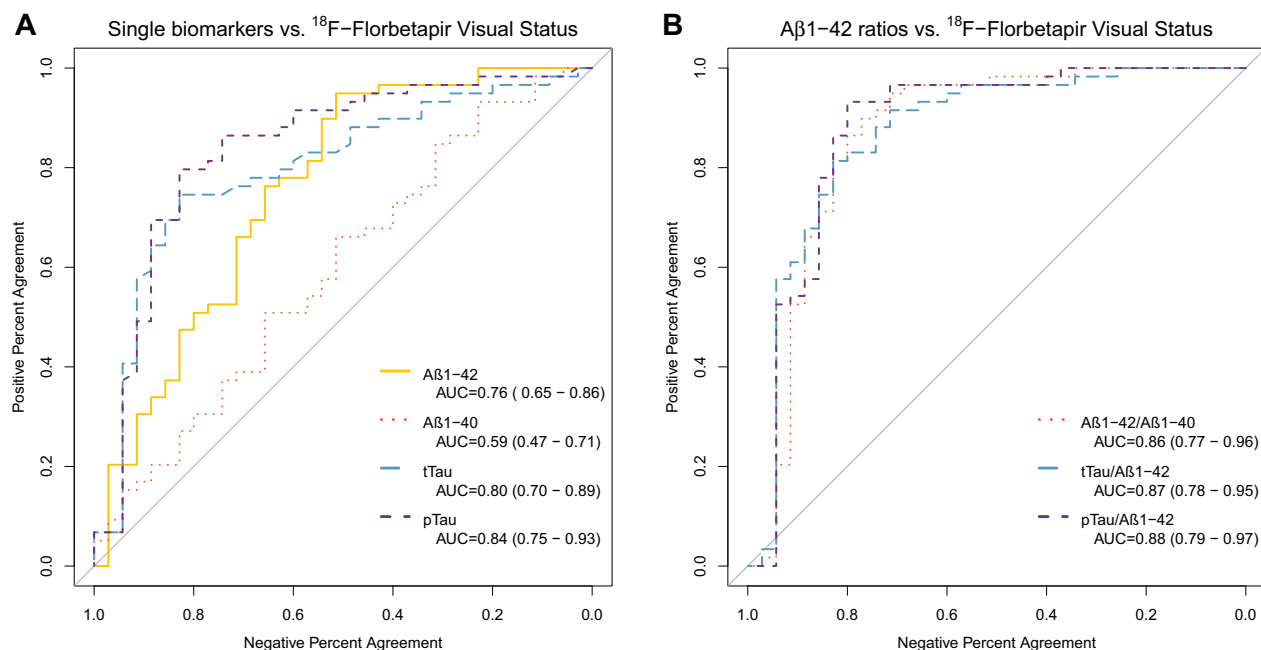 A
Single biomarkers vs. ¹⁸F−Florbetapir Visual Status
Positive Percent Agreement
1.0
0.8
0.6
0.4
0.2
0.0
Aß1−42
AUC=0.76 ( 0.65 − 0.86)
Aß1−40
AUC=0.59 (0.47 − 0.71)
tTau
AUC=0.80 (0.70 − 0.89)
pTau
AUC=0.84 (0.75 − 0.93)
1.0 0.8 0.6 0.4 0.2 0.0
Negative Percent Agreement
B
Aβ1−42 ratios vs. ¹⁸F−Florbetapir Visual Status
Positive Percent Agreement
1.0
0.8
0.6
0.4
0.2
0.0
Aß1−42/Aß1−40
AUC=0.86 (0.77 − 0.96)
tTau/Aß1−42
AUC=0.87 (0.78 − 0.95)
pTau/Aß1−42
AUC=0.88 (0.79 − 0.97)
1.0 0.8 0.6 0.4 0.2 0.0
Negative Percent Agreement